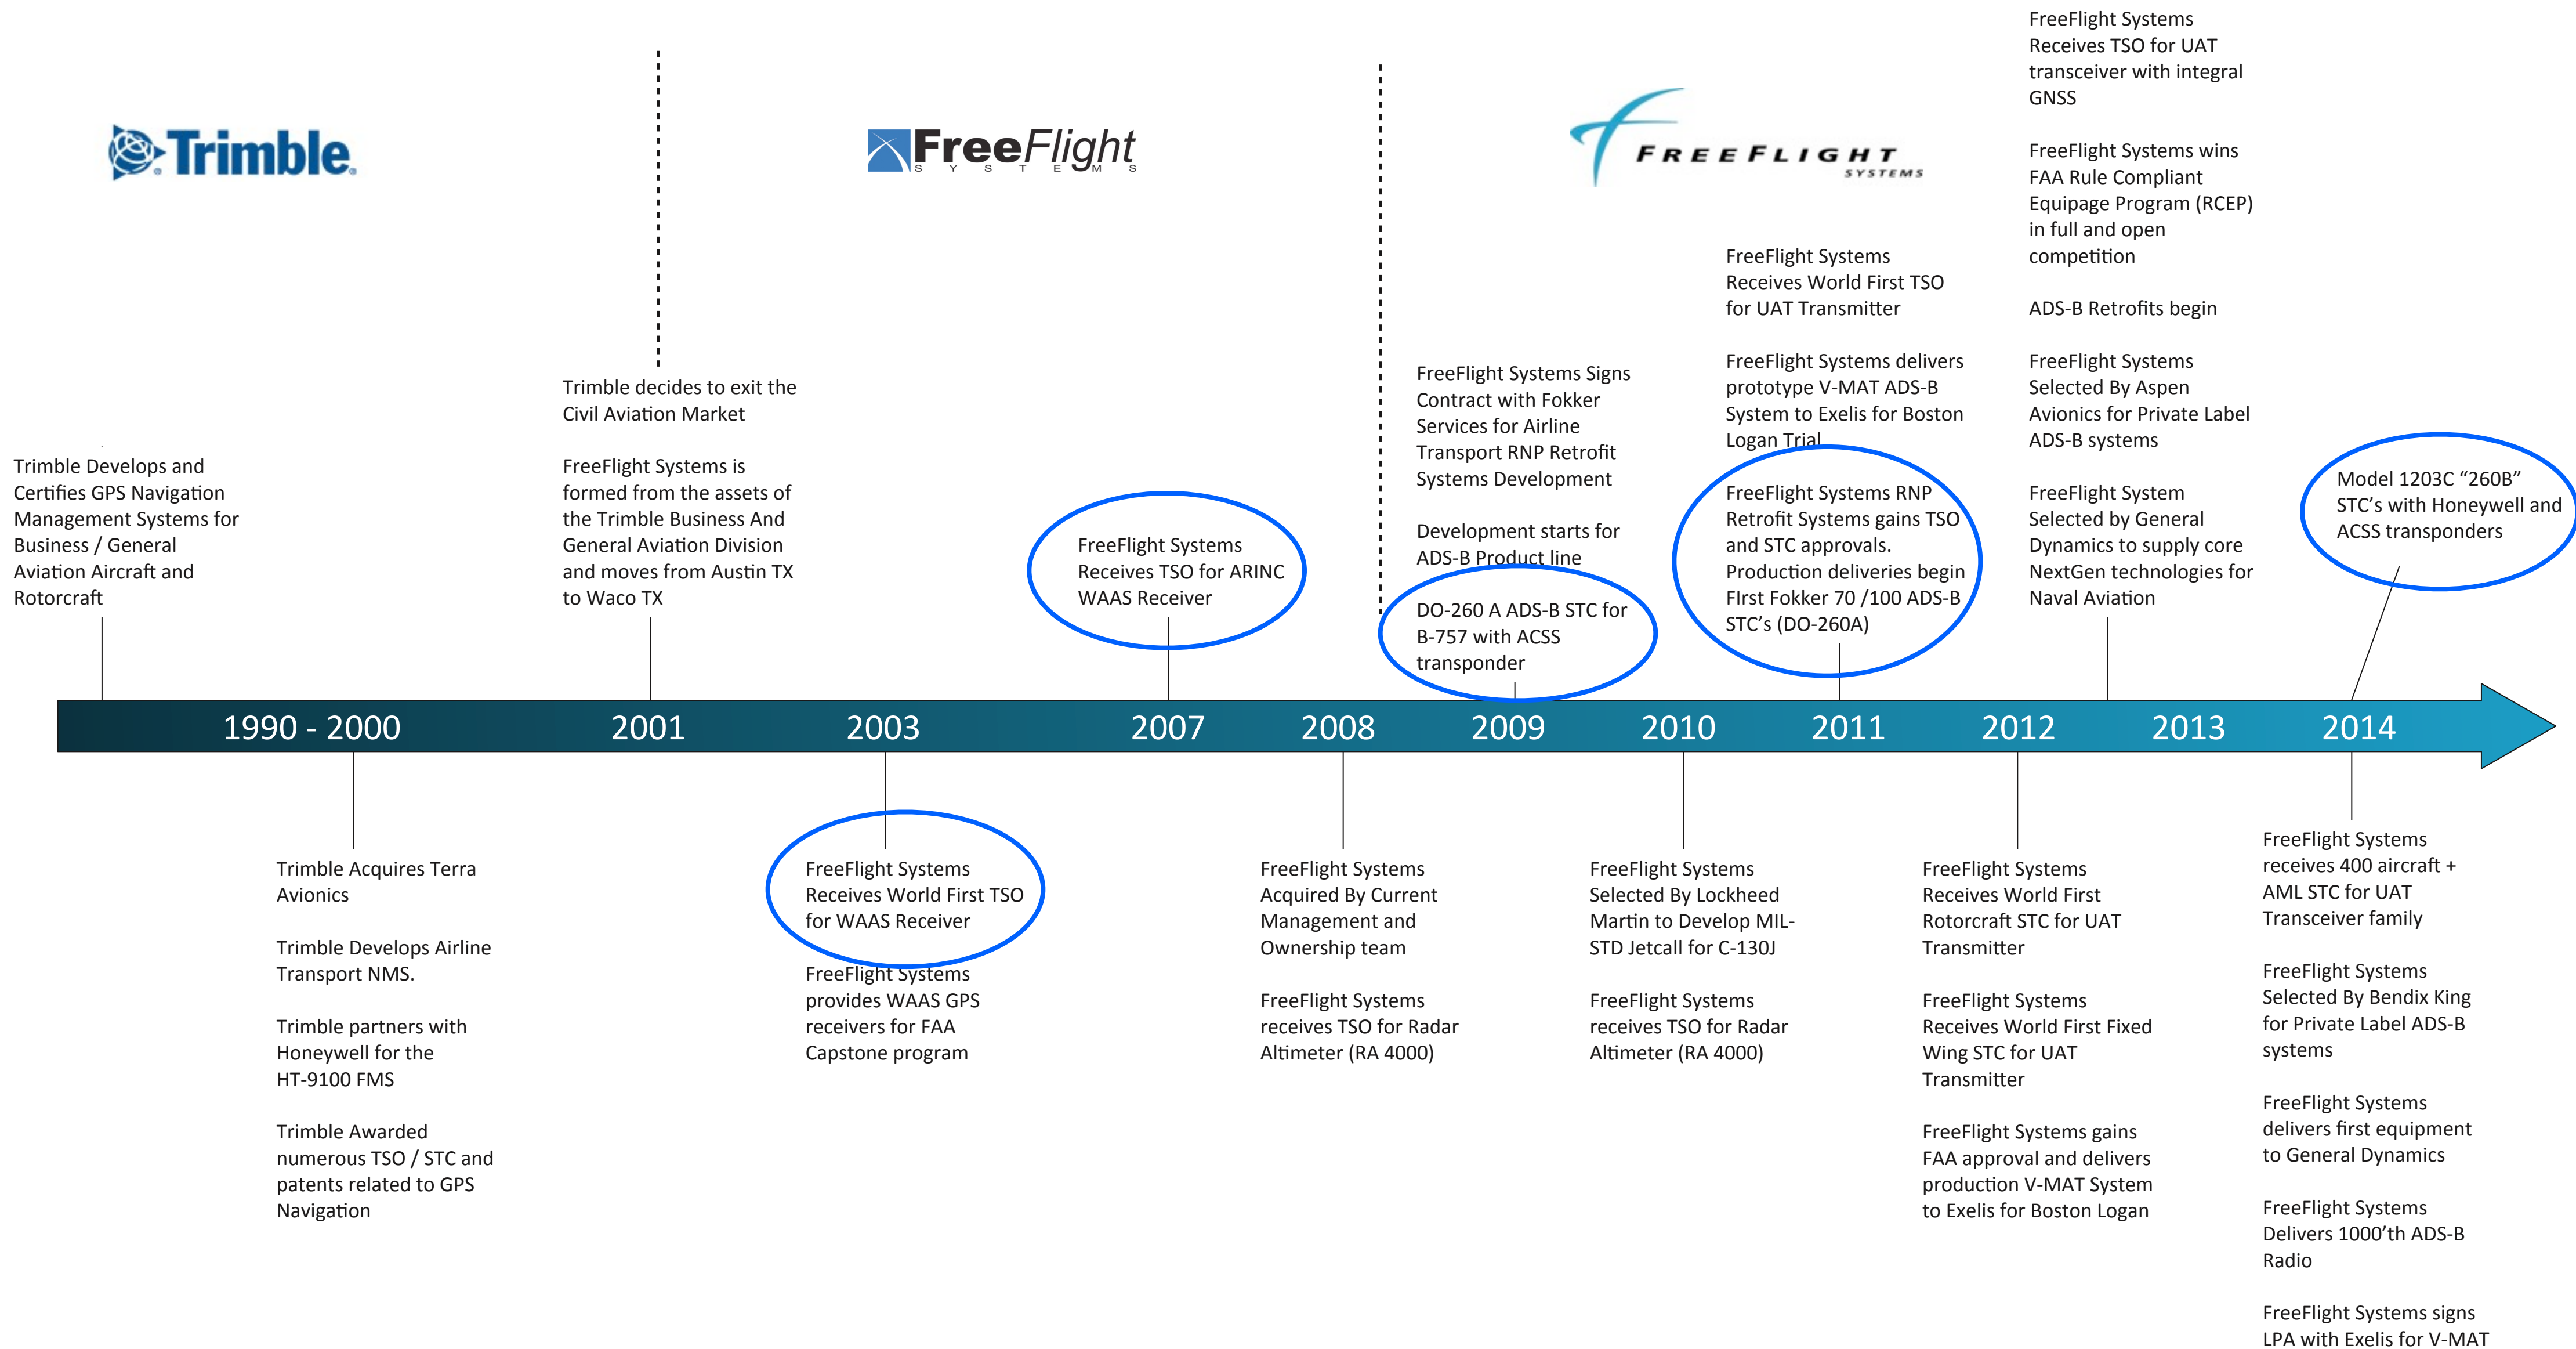 Trimble
FreeFlight
SYSTEMS
FREEFLIGHT
SYSTEMS
Trimble Develops and
Certifies GPS Navigation
Management Systems for
Business / General
Aviation Aircraft and
Rotorcraft
Trimble decides to exit the
Civil Aviation Market
FreeFlight Systems is
formed from the assets of
the Trimble Business And
General Aviation Division
and moves from Austin TX
to Waco TX
FreeFlight Systems
Receives TSO for ARINC
WAAS Receiver
FreeFlight Systems Signs
Contract with Fokker
Services for Airline
Transport RNP Retrofit
Systems Development
Development starts for
ADS-B Product line
DO-260 A ADS-B STC for
B-757 with ACSS
transponder
FreeFlight Systems
Receives World First TSO
for UAT Transmitter
FreeFlight Systems delivers
prototype V-MAT ADS-B
System to Exelis for Boston
Logan Trial
FreeFlight Systems RNP
Retrofit Systems gains TSO
and STC approvals.
Production deliveries begin
FIrst Fokker 70 /100 ADS-B
STC's (DO-260A)
FreeFlight Systems
Receives TSO for UAT
transceiver with integral
GNSS
FreeFlight Systems wins
FAA Rule Compliant
Equipage Program (RCEP)
in full and open
competition
ADS-B Retrofits begin
FreeFlight Systems
Selected By Aspen
Avionics for Private Label
ADS-B systems
FreeFlight System
Selected by General
Dynamics to supply core
NextGen technologies for
Naval Aviation
Model 1203C “260B”
STC’s with Honeywell and
ACSS transponders
1990 - 2000 2001 2003 2007 2008 2009 2010 2011 2012 2013 2014
Trimble Acquires Terra
Avionics
Trimble Develops Airline
Transport NMS.
Trimble partners with
Honeywell for the
HT-9100 FMS
Trimble Awarded
numerous TSO / STC and
patents related to GPS
Navigation
FreeFlight Systems
Receives World First TSO
for WAAS Receiver
FreeFlight Systems
provides WAAS GPS
receivers for FAA
Capstone program
FreeFlight Systems
Acquired By Current
Management and
Ownership team
FreeFlight Systems
receives TSO for Radar
Altimeter (RA 4000)
FreeFlight Systems
Selected By Lockheed
Martin to Develop MIL-
STD Jetcall for C-130J
FreeFlight Systems
receives TSO for Radar
Altimeter (RA 4000)
FreeFlight Systems
Receives World First
Rotorcraft STC for UAT
Transmitter
FreeFlight Systems
Receives World First Fixed
Wing STC for UAT
Transmitter
FreeFlight Systems gains
FAA approval and delivers
production V-MAT System
to Exelis for Boston Logan
FreeFlight Systems
receives 400 aircraft +
AML STC for UAT
Transceiver family
FreeFlight Systems
Selected By Bendix King
for Private Label ADS-B
systems
FreeFlight Systems
delivers first equipment
to General Dynamics
FreeFlight Systems
Delivers 1000’th ADS-B
Radio
FreeFlight Systems signs
LPA with Exelis for V-MAT